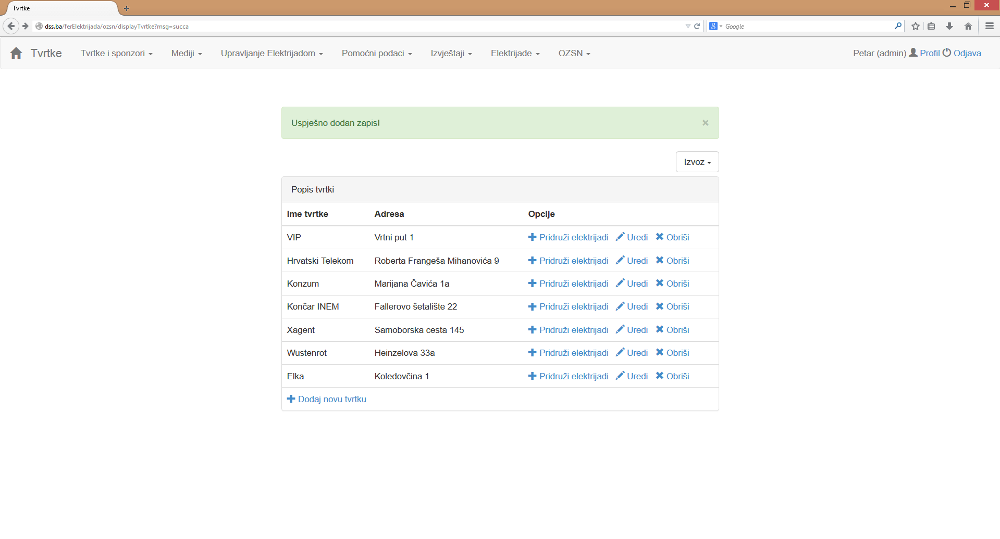 Tvrtke
dss.ba/ferElektrijada/ozsn/displayTvrtke?msg=succa
Google
Tvrtke Tvrtke i sponzori Mediji Upravljanje Elektrijadom Pomoćni podaci Izvještaji Elektrijade OZSN Petar (admin) Profil Odjava
Uspješno dodan zapis!
Izvoz
Popis tvrtki
Ime tvrtke Adresa Opcije
VIP Vrtni put 1 Pridruži elektrijadi Uredi Obriši
Hrvatski Telekom Roberta Frangeša Mihanovića 9 Pridruži elektrijadi Uredi Obriši
Konzum Marijana Čavića 1a Pridruži elektrijadi Uredi Obriši
Končar INEM Fallerovo šetalište 22 Pridruži elektrijadi Uredi Obriši
Xagent Samoborska cesta 145 Pridruži elektrijadi Uredi Obriši
Wustenrot Heinzelova 33a Pridruži elektrijadi Uredi Obriši
Elka Koledovčina 1 Pridruži elektrijadi Uredi Obriši
Dodaj novu tvrtku